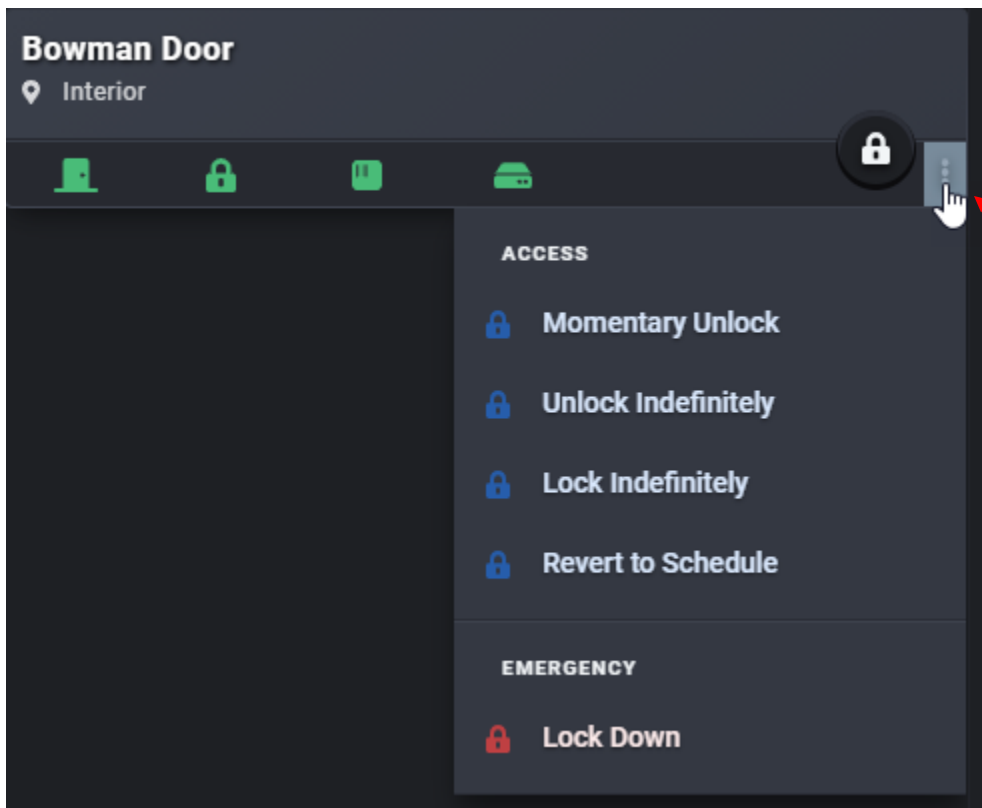 Bowman Door
Interior
ACCESS
Momentary Unlock
Unlock Indefinitely
Lock Indefinitely
Revert to Schedule
EMERGENCY
Lock Down